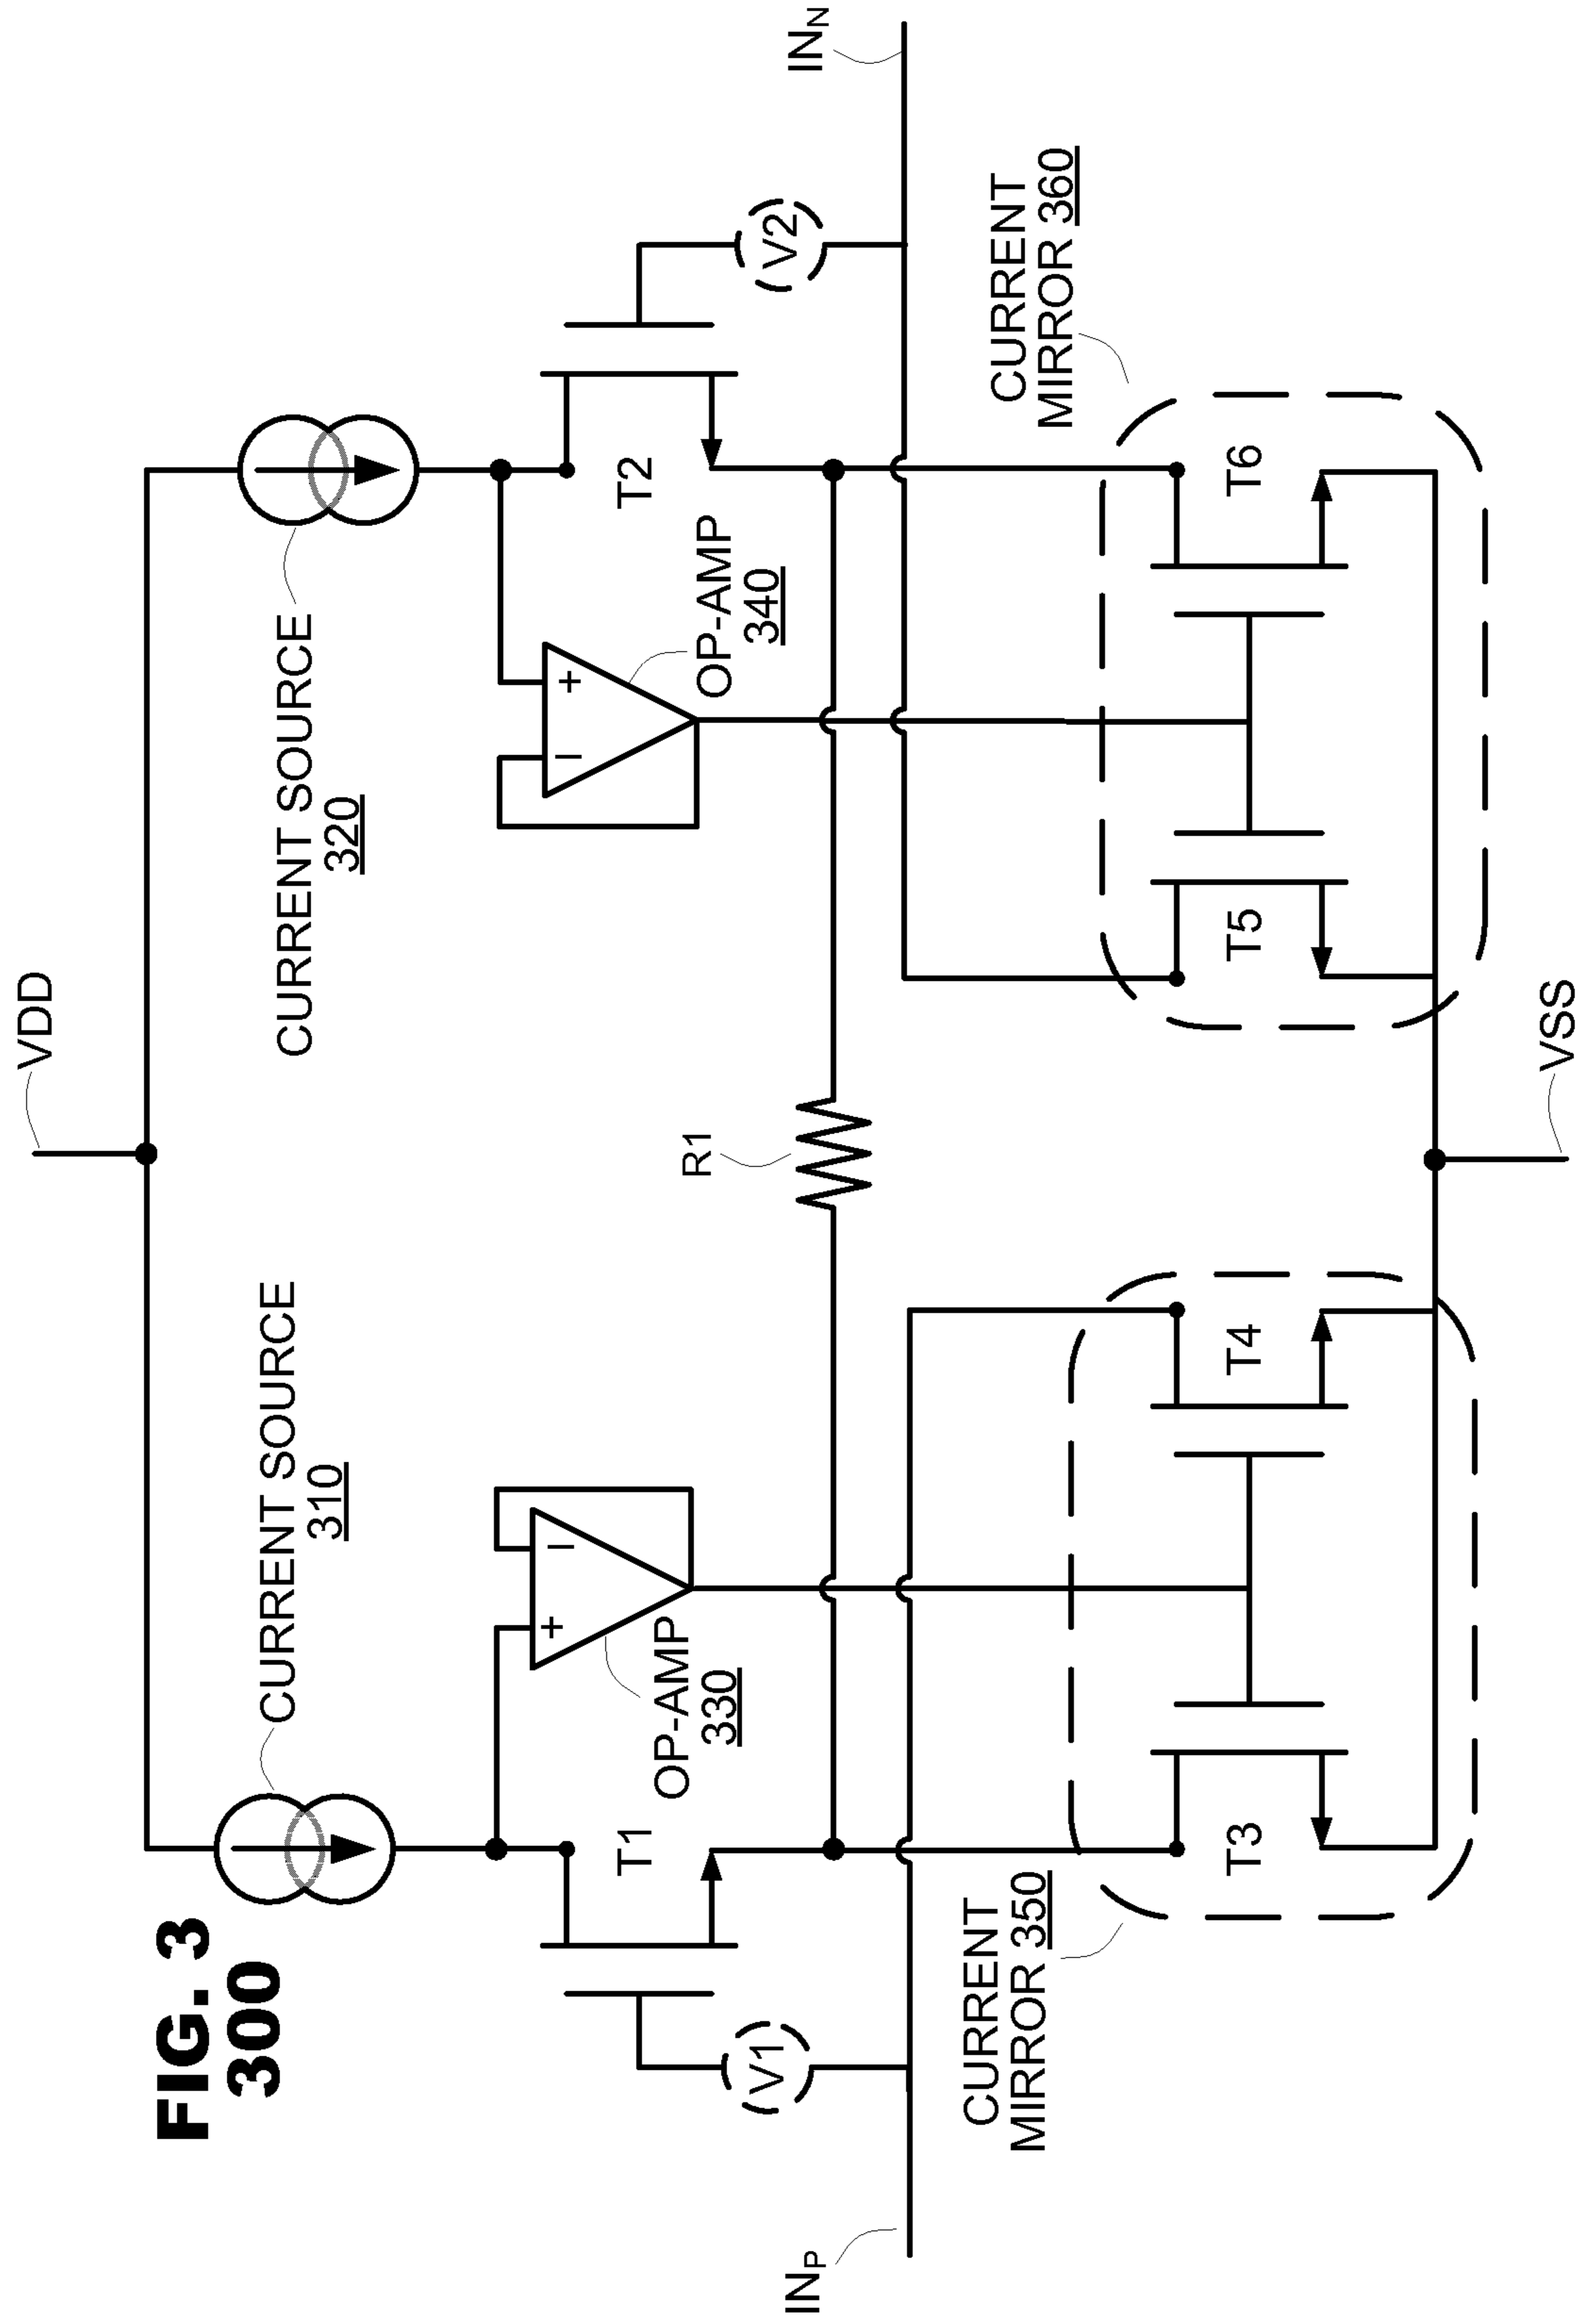 FIG. 3
300
VDD
CURRENT SOURCE
310
CURRENT SOURCE
320
T1
OP-AMP
330
+
–
OP-AMP
340
–
+
T2
V1
V2
R1
INP
INN
CURRENT
MIRROR 350
T3
T4
CURRENT
MIRROR 360
T5
T6
VSS